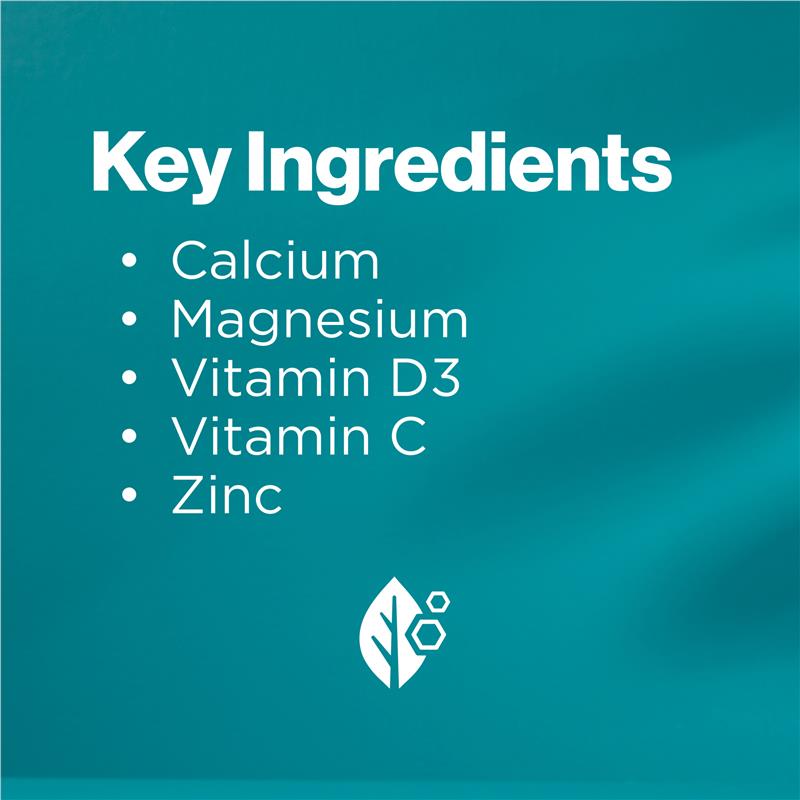 Key Ingredients
• Calcium
• Magnesium
• Vitamin D3
• Vitamin C
• Zinc